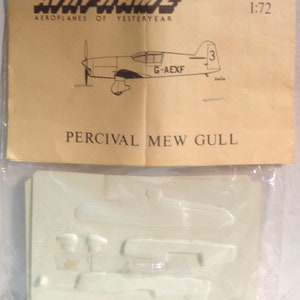 AEROPLANES OF YESTERYEAR
1:72
3
G-AEXF
PERCIVAL MEW GULL